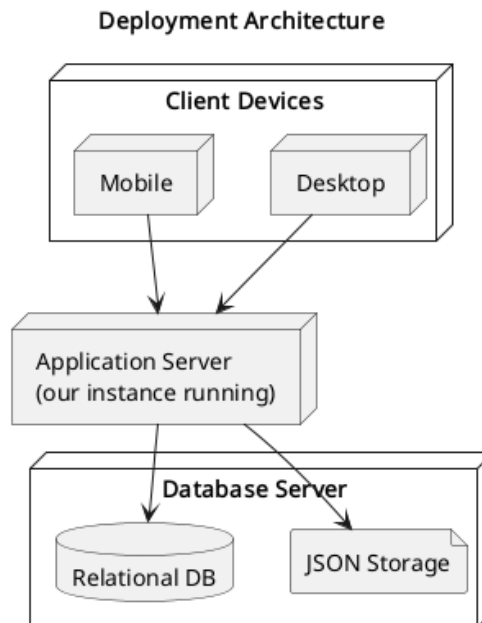 Deployment Architecture
Client Devices
Mobile
Desktop
Application Server
(our instance running)
Database Server
Relational DB
JSON Storage